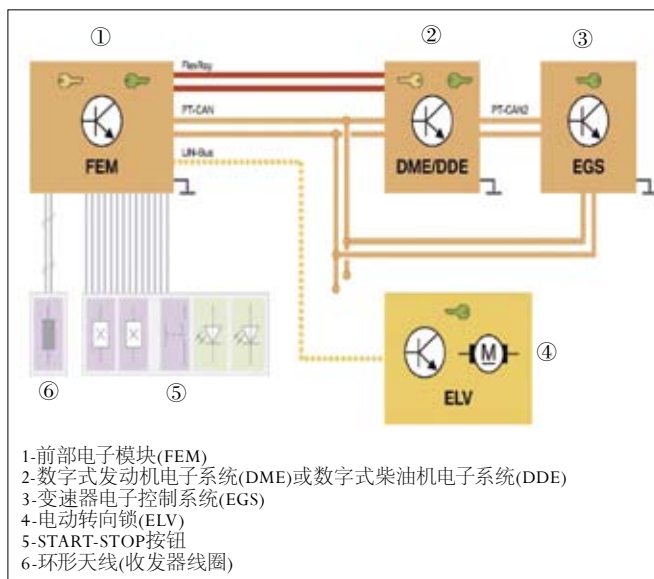 ① ② ③
FlexRay
PT-CAN PT-CAN2
FEM DME/DDE EGS
LIN-Bus
X X
M ④
⑥ ⑤ ELV
1-前部电子模块(FEM)
2-数字式发动机电子系统(DME)或数字式柴油机电子系统(DDE)
3-变速器电子控制系统(EGS)
4-电动转向锁(ELV)
5-START-STOP按钮
6-环形天线(收发器线圈)